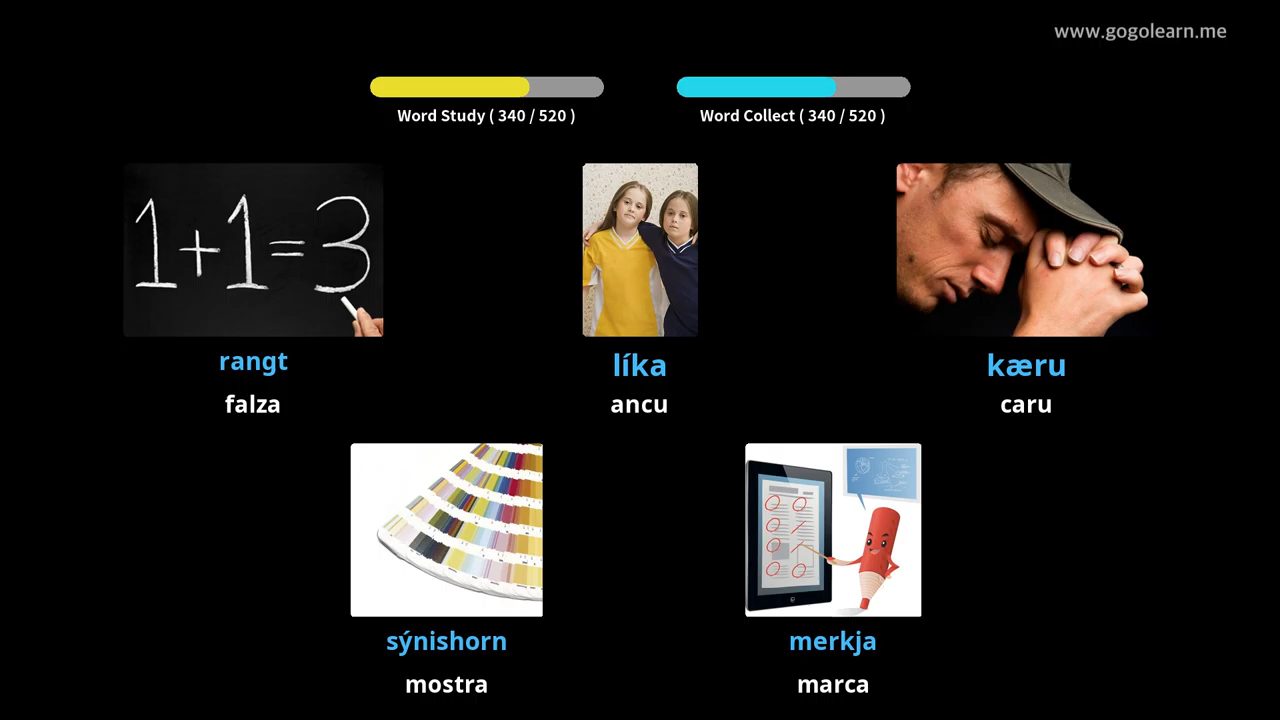 www.gogolearn.me
Word Study ( 340 / 520 )
Word Collect ( 340 / 520 )
1+1=3
rangt
falza
líka
ancu
kæru
caru
sýnishorn
mostra
merkja
marca